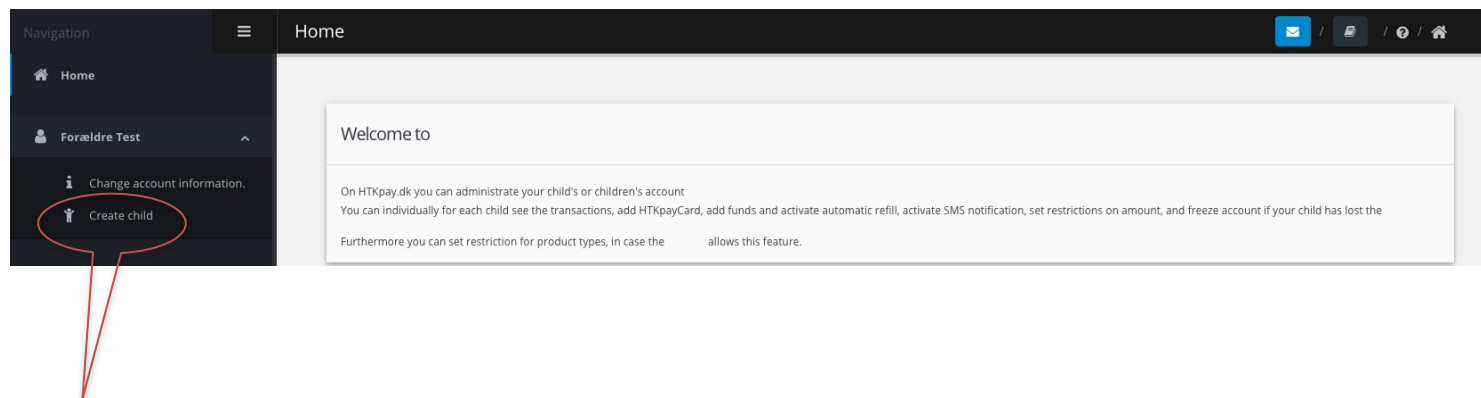 Navigation
Home
Home
Forældre Test
Change account information.
Create child
Welcome to
On HTKpay.dk you can administrate your child's or children's account
You can individually for each child see the transactions, add HTKpayCard, add funds and activate automatic refill, activate SMS notification, set restrictions on amount, and freeze account if your child has lost the
Furthermore you can set restriction for product types, in case the allows this feature.